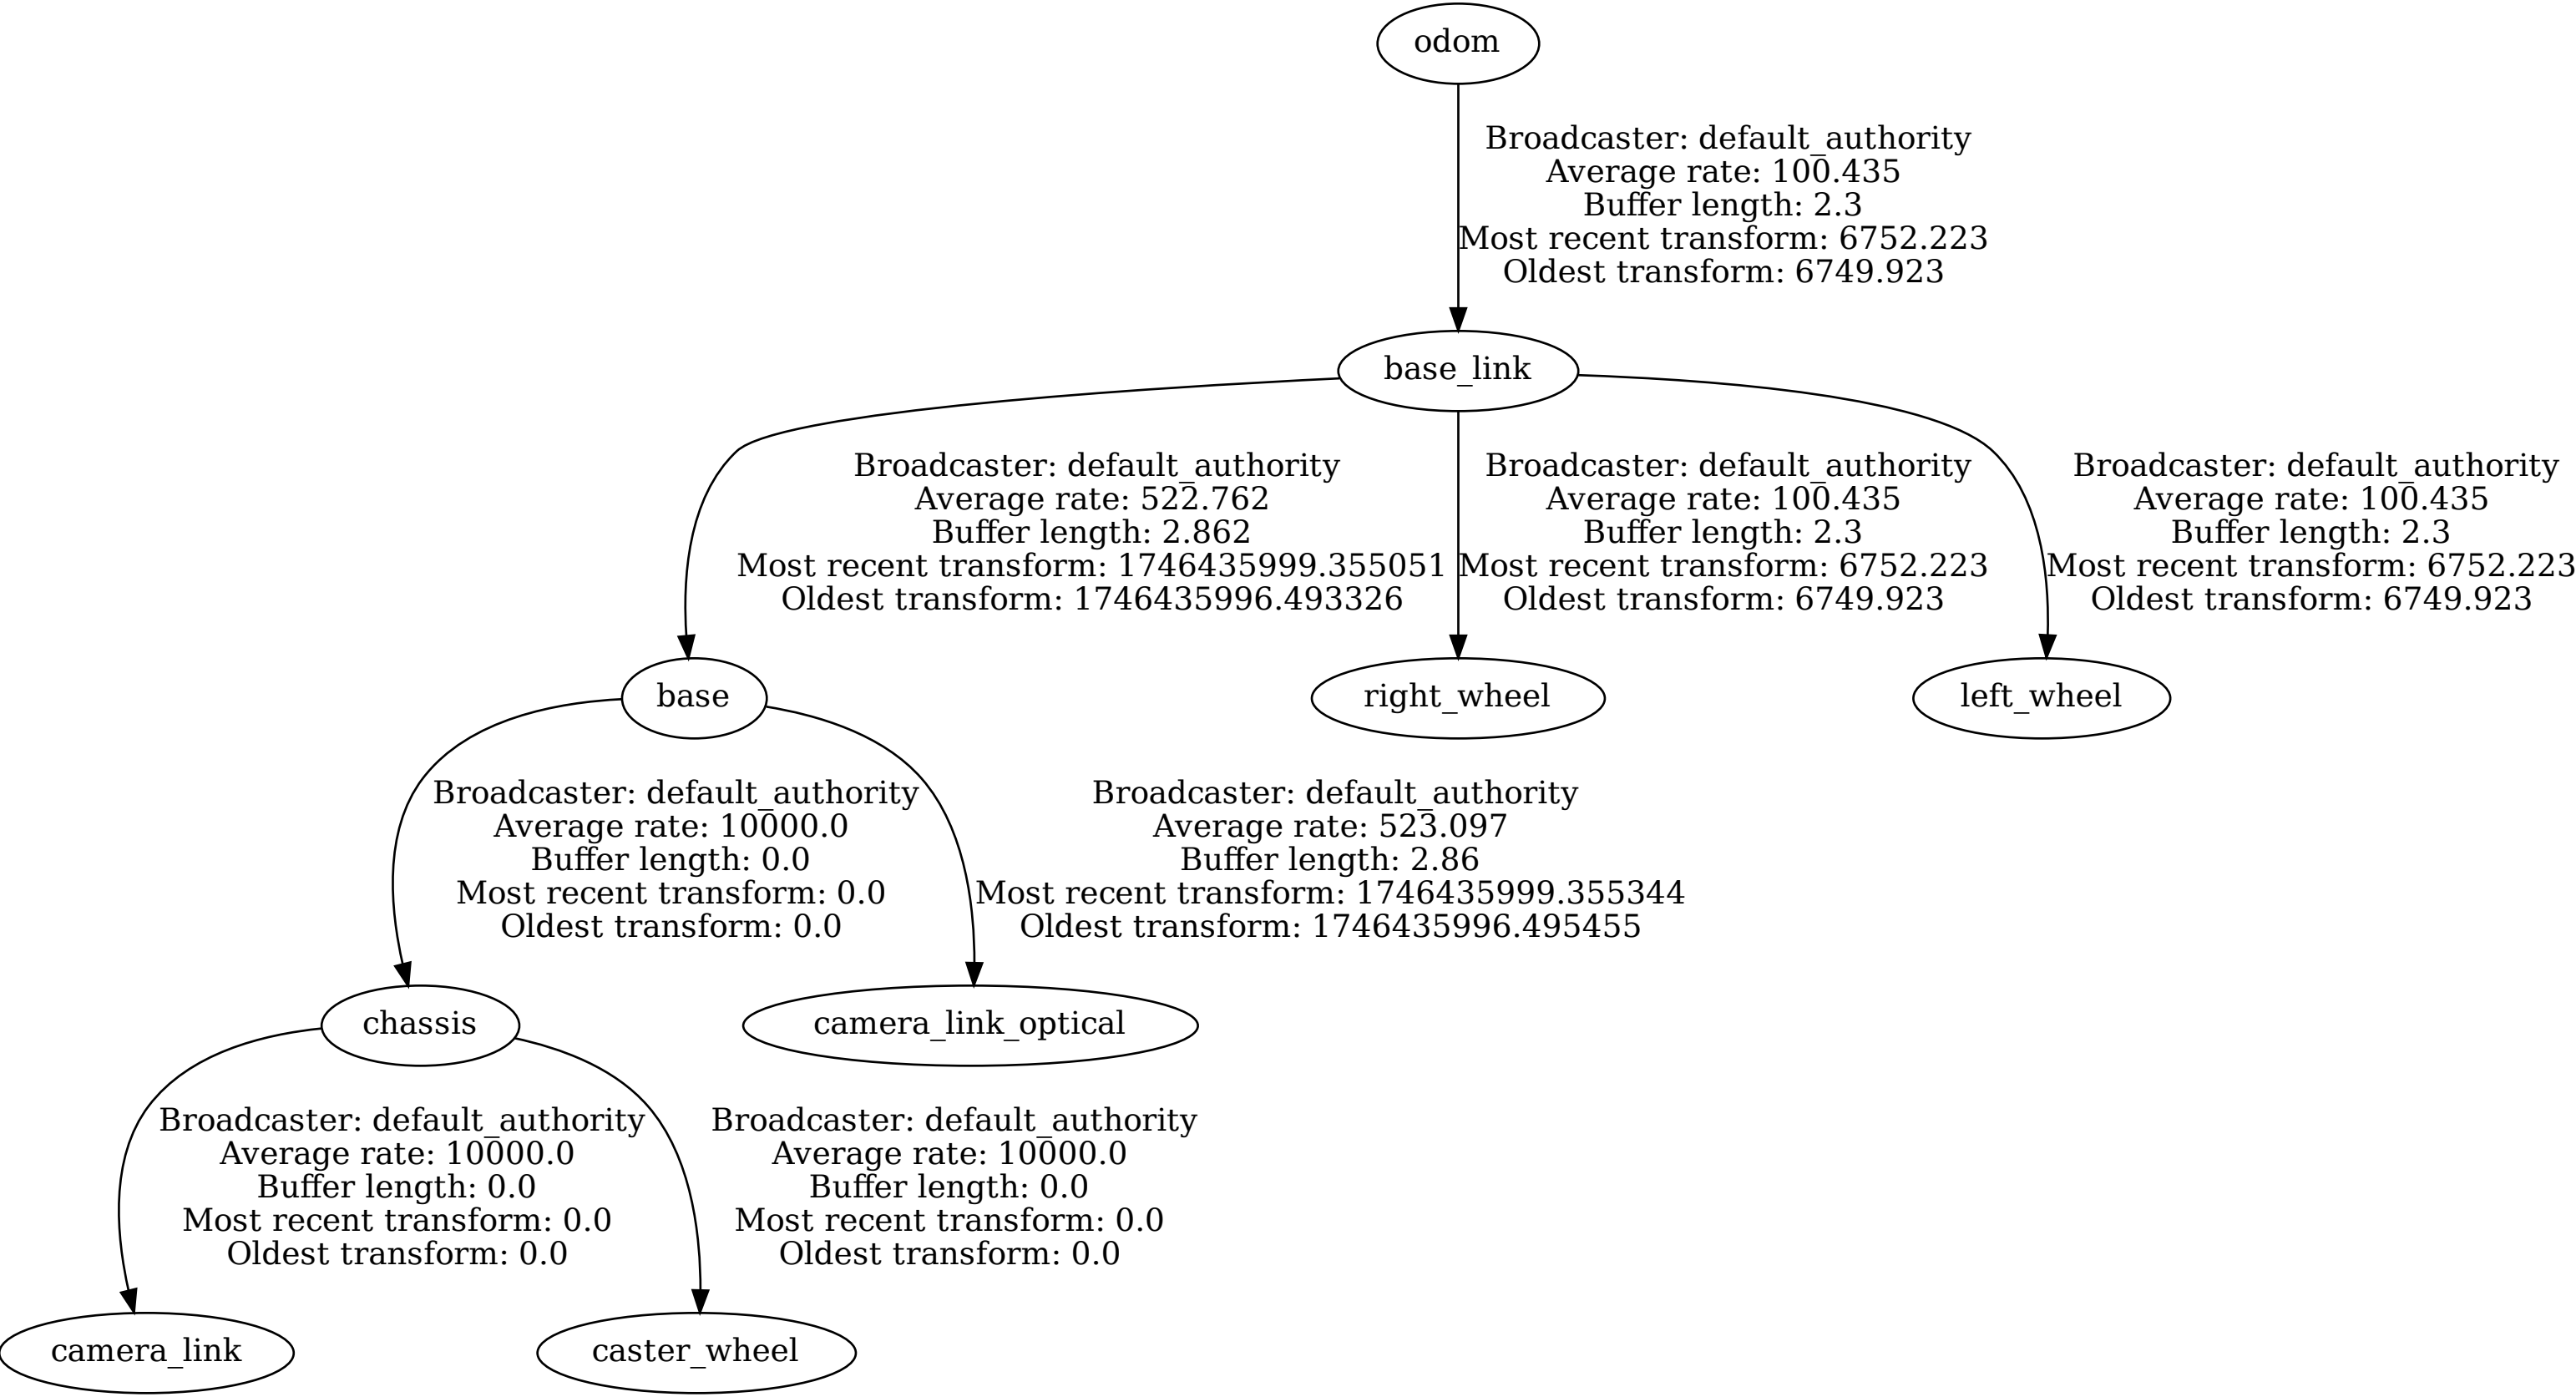 odom
Broadcaster: default_authority
Average rate: 100.435
Buffer length: 2.3
Most recent transform: 6752.223
Oldest transform: 6749.923
base_link
Broadcaster: default_authority
Average rate: 522.762
Buffer length: 2.862
Most recent transform: 1746435999.355051
Oldest transform: 1746435996.493326
Broadcaster: default_authority
Average rate: 100.435
Buffer length: 2.3
Most recent transform: 6752.223
Oldest transform: 6749.923
Broadcaster: default_authority
Average rate: 100.435
Buffer length: 2.3
Most recent transform: 6752.223
Oldest transform: 6749.923
base
right_wheel
left_wheel
Broadcaster: default_authority
Average rate: 10000.0
Buffer length: 0.0
Most recent transform: 0.0
Oldest transform: 0.0
Broadcaster: default_authority
Average rate: 523.097
Buffer length: 2.86
Most recent transform: 1746435999.355344
Oldest transform: 1746435996.495455
chassis
camera_link_optical
Broadcaster: default_authority
Average rate: 10000.0
Buffer length: 0.0
Most recent transform: 0.0
Oldest transform: 0.0
Broadcaster: default_authority
Average rate: 10000.0
Buffer length: 0.0
Most recent transform: 0.0
Oldest transform: 0.0
camera_link
caster_wheel